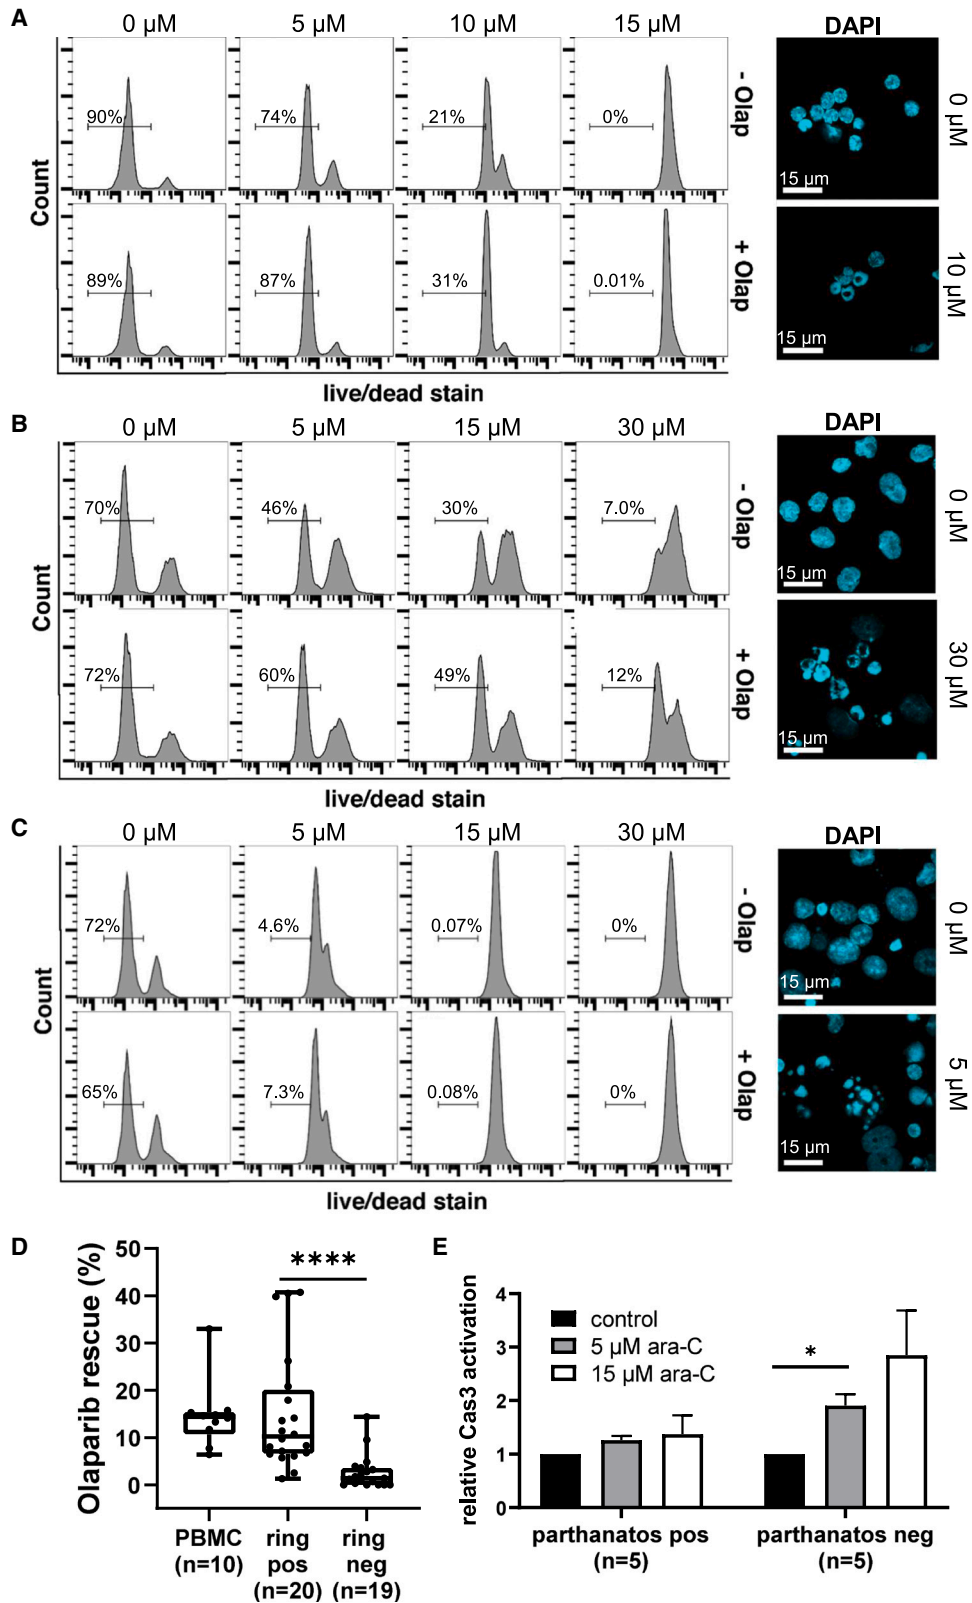 A
0 µM
5 µM
10 µM
15 µM
DAPI
90%
74%
21%
0%
- Olap
15 µm
0 µM
Count
89%
87%
31%
0.01%
+ Olap
15 µm
10 µM
live/dead stain
B
0 µM
5 µM
15 µM
30 µM
DAPI
70%
46%
30%
7.0%
- Olap
15 µm
0 µM
Count
72%
60%
49%
12%
+ Olap
15 µm
30 µM
live/dead stain
C
0 µM
5 µM
15 µM
30 µM
DAPI
72%
4.6%
0.07%
0%
- Olap
15 µm
0 µM
Count
65%
7.3%
0.08%
0%
+ Olap
15 µm
5 µM
live/dead stain
D
Olaparib rescue (%)
50
40
30
20
10
0
****
PBMC
(n=10)
ring
pos
(n=20)
ring
neg
(n=19)
E
relative Cas3 activation
4
3
2
1
0
control
5 µM ara-C
15 µM ara-C
*
parthanatos pos
(n=5)
parthanatos neg
(n=5)